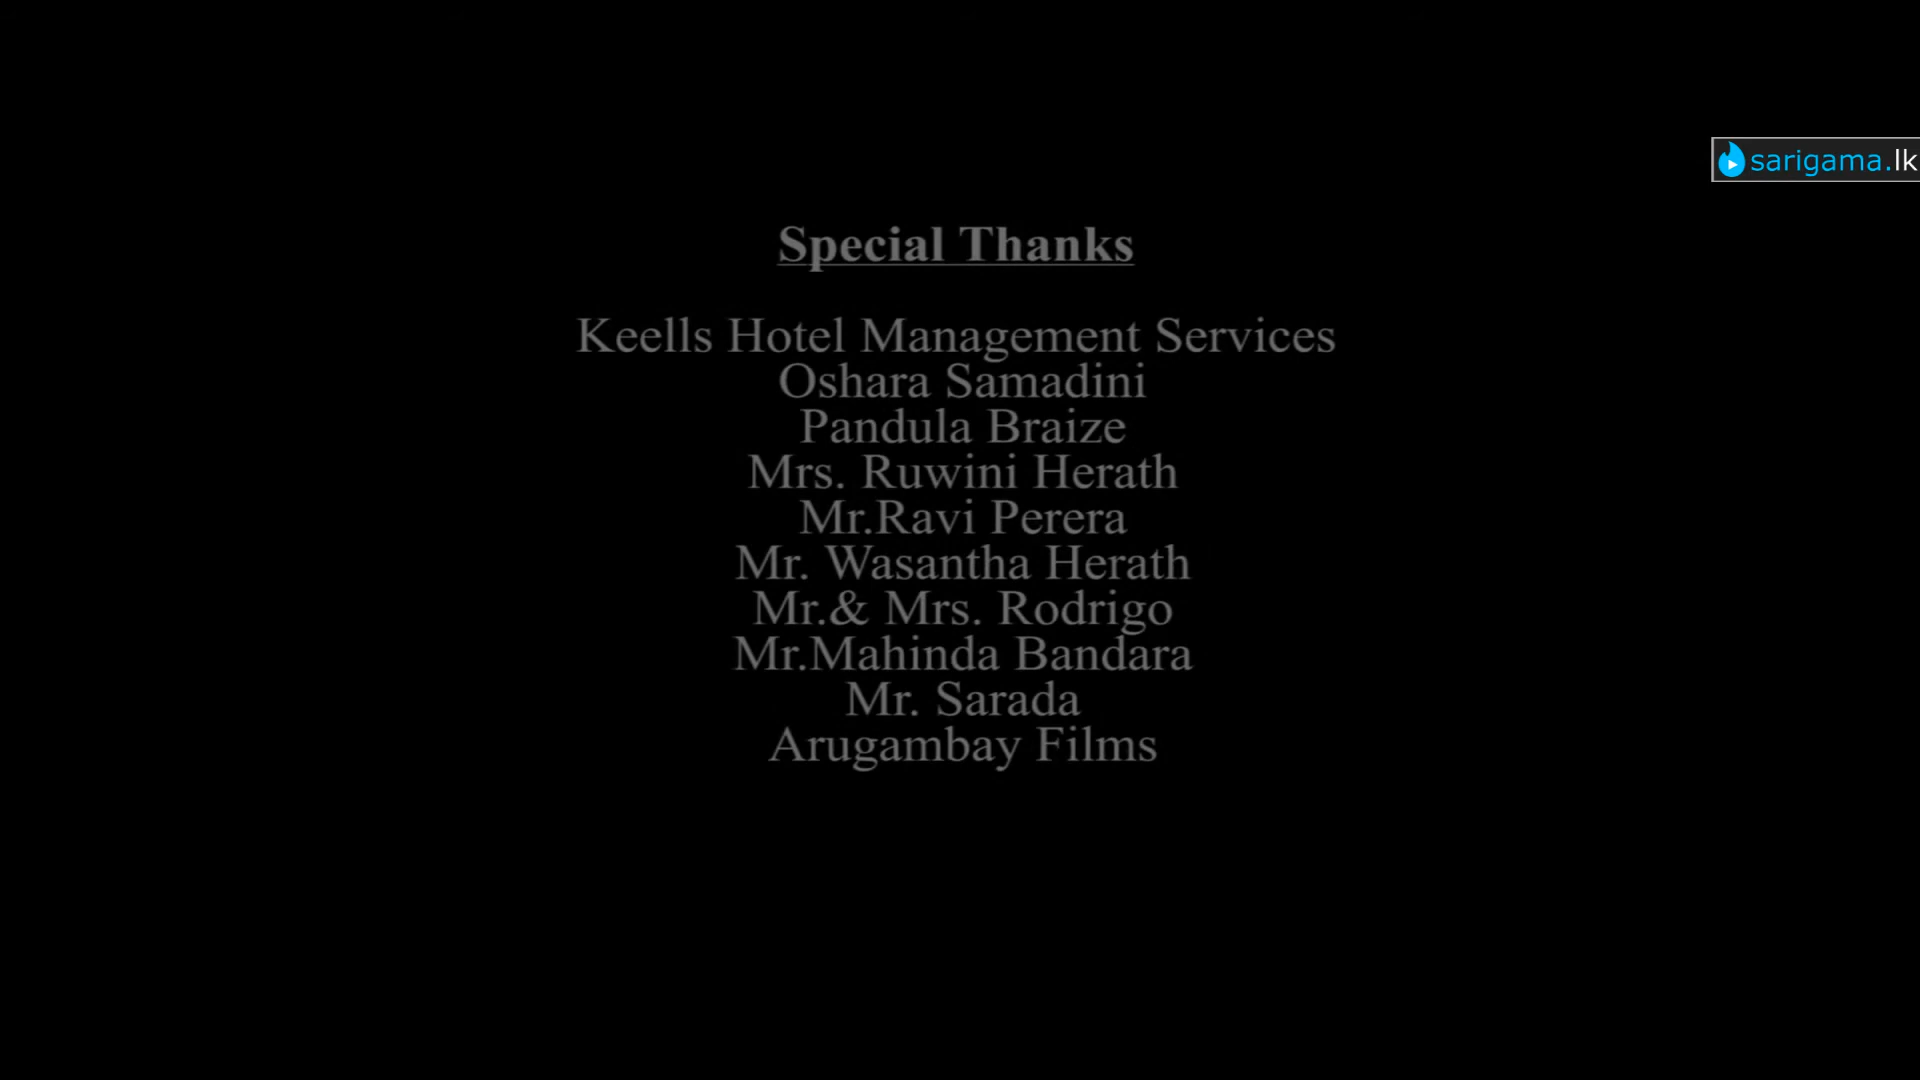 sarigama.lk
Special Thanks
Keells Hotel Management Services
Oshara Samadini
Pandula Braize
Mrs. Ruwini Herath
Mr.Ravi Perera
Mr. Wasantha Herath
Mr.& Mrs. Rodrigo
Mr.Mahinda Bandara
Mr. Sarada
Arugambay Films